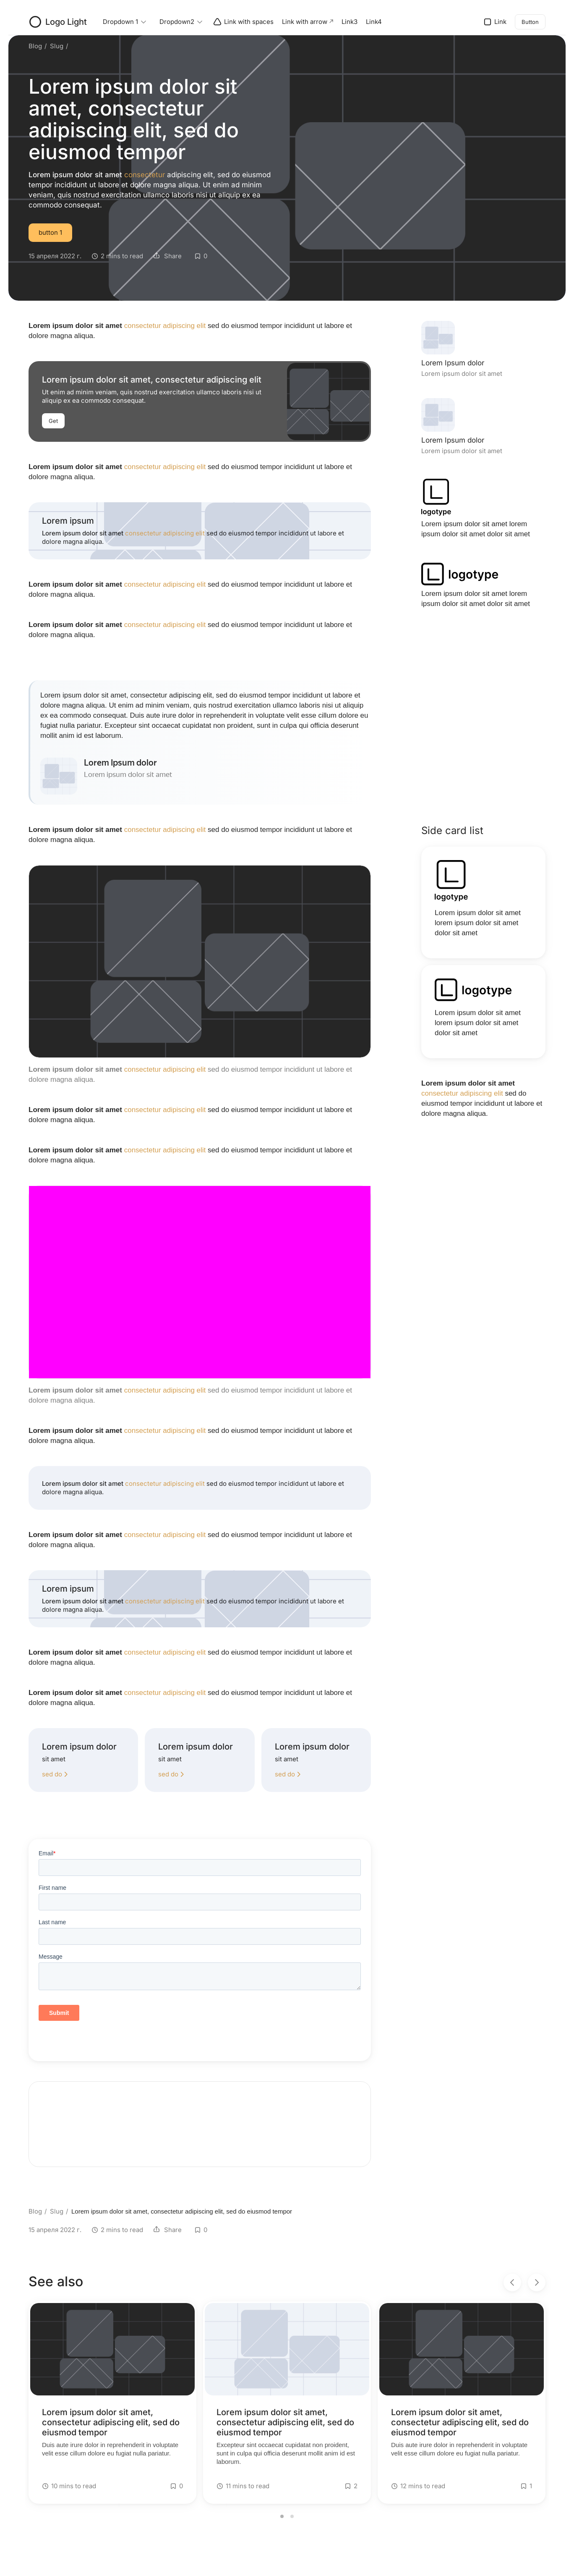 Logo Light Dropdown 1 Dropdown2 Link with spaces Link with arrow Link3 Link4 Link Button
Blog / Slug /
Lorem ipsum dolor sit
amet, consectetur
adipiscing elit, sed do
eiusmod tempor
Lorem ipsum dolor sit amet consectetur adipiscing elit, sed do eiusmod
tempor incididunt ut labore et dolore magna aliqua. Ut enim ad minim
veniam, quis nostrud exercitation ullamco laboris nisi ut aliquip ex ea
commodo consequat.
button 1
15 апреля 2022 г. 2 mins to read Share 0
Lorem ipsum dolor sit amet consectetur adipiscing elit sed do eiusmod tempor incididunt ut labore et
dolore magna aliqua.
Lorem ipsum dolor sit amet, consectetur adipiscing elit
Ut enim ad minim veniam, quis nostrud exercitation ullamco laboris nisi ut
aliquip ex ea commodo consequat.
Get
Lorem ipsum dolor sit amet consectetur adipiscing elit sed do eiusmod tempor incididunt ut labore et
dolore magna aliqua.
Lorem ipsum
Lorem ipsum dolor sit amet consectetur adipiscing elit sed do eiusmod tempor incididunt ut labore et
dolore magna aliqua.
Lorem ipsum dolor sit amet consectetur adipiscing elit sed do eiusmod tempor incididunt ut labore et
dolore magna aliqua.
Lorem ipsum dolor sit amet consectetur adipiscing elit sed do eiusmod tempor incididunt ut labore et
dolore magna aliqua.
Lorem Ipsum dolor
Lorem ipsum dolor sit amet
Lorem Ipsum dolor
Lorem ipsum dolor sit amet
logotype
Lorem ipsum dolor sit amet lorem
ipsum dolor sit amet dolor sit amet
logotype
Lorem ipsum dolor sit amet lorem
ipsum dolor sit amet dolor sit amet
Lorem ipsum dolor sit amet, consectetur adipiscing elit, sed do eiusmod tempor incididunt ut labore et
dolore magna aliqua. Ut enim ad minim veniam, quis nostrud exercitation ullamco laboris nisi ut aliquip
ex ea commodo consequat. Duis aute irure dolor in reprehenderit in voluptate velit esse cillum dolore eu
fugiat nulla pariatur. Excepteur sint occaecat cupidatat non proident, sunt in culpa qui officia deserunt
mollit anim id est laborum.
Lorem Ipsum dolor
Lorem ipsum dolor sit amet
Lorem ipsum dolor sit amet consectetur adipiscing elit sed do eiusmod tempor incididunt ut labore et
dolore magna aliqua.
Lorem ipsum dolor sit amet consectetur adipiscing elit sed do eiusmod tempor incididunt ut labore et
dolore magna aliqua.
Lorem ipsum dolor sit amet consectetur adipiscing elit sed do eiusmod tempor incididunt ut labore et
dolore magna aliqua.
Lorem ipsum dolor sit amet consectetur adipiscing elit sed do eiusmod tempor incididunt ut labore et
dolore magna aliqua.
Side card list
logotype
Lorem ipsum dolor sit amet
lorem ipsum dolor sit amet
dolor sit amet
logotype
Lorem ipsum dolor sit amet
lorem ipsum dolor sit amet
dolor sit amet
Lorem ipsum dolor sit amet
consectetur adipiscing elit sed do
eiusmod tempor incididunt ut labore et
dolore magna aliqua.
Lorem ipsum dolor sit amet consectetur adipiscing elit sed do eiusmod tempor incididunt ut labore et
dolore magna aliqua.
Lorem ipsum dolor sit amet consectetur adipiscing elit sed do eiusmod tempor incididunt ut labore et
dolore magna aliqua.
Lorem ipsum dolor sit amet consectetur adipiscing elit sed do eiusmod tempor incididunt ut labore et
dolore magna aliqua.
Lorem ipsum dolor sit amet consectetur adipiscing elit sed do eiusmod tempor incididunt ut labore et
dolore magna aliqua.
Lorem ipsum
Lorem ipsum dolor sit amet consectetur adipiscing elit sed do eiusmod tempor incididunt ut labore et
dolore magna aliqua.
Lorem ipsum dolor sit amet consectetur adipiscing elit sed do eiusmod tempor incididunt ut labore et
dolore magna aliqua.
Lorem ipsum dolor sit amet consectetur adipiscing elit sed do eiusmod tempor incididunt ut labore et
dolore magna aliqua.
Lorem ipsum dolor
sit amet
sed do
Lorem ipsum dolor
sit amet
sed do
Lorem ipsum dolor
sit amet
sed do
Email*
First name
Last name
Message
Submit
Blog / Slug / Lorem ipsum dolor sit amet, consectetur adipiscing elit, sed do eiusmod tempor
15 апреля 2022 г. 2 mins to read Share 0
See also
Lorem ipsum dolor sit amet,
consectetur adipiscing elit, sed do
eiusmod tempor
Duis aute irure dolor in reprehenderit in voluptate
velit esse cillum dolore eu fugiat nulla pariatur.
10 mins to read 0
Lorem ipsum dolor sit amet,
consectetur adipiscing elit, sed do
eiusmod tempor
Excepteur sint occaecat cupidatat non proident,
sunt in culpa qui officia deserunt mollit anim id est
laborum.
11 mins to read 2
Lorem ipsum dolor sit amet,
consectetur adipiscing elit, sed do
eiusmod tempor
Duis aute irure dolor in reprehenderit in voluptate
velit esse cillum dolore eu fugiat nulla pariatur.
12 mins to read 1